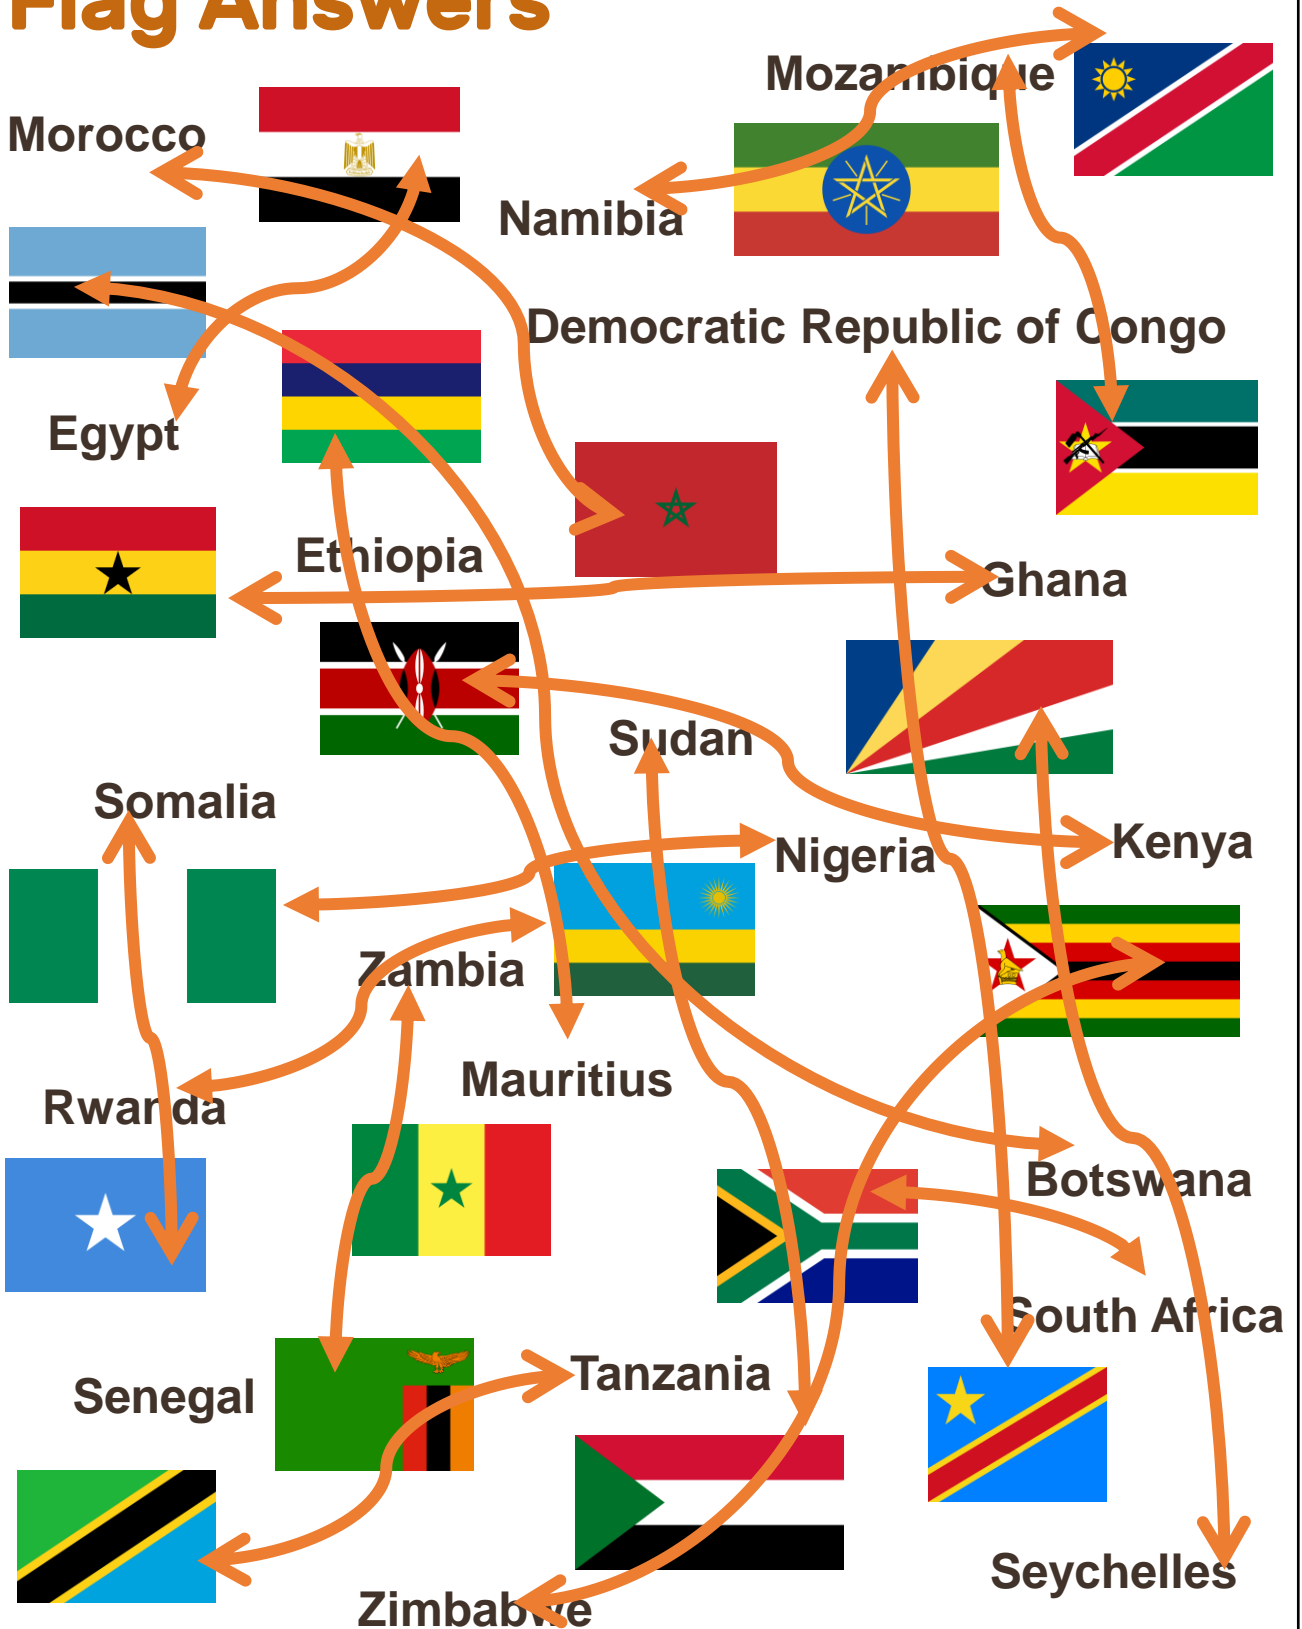 Flag Answers
Mozambique
Morocco
Namibia
Democratic Republic of Congo
Egypt
Ethiopia
Ghana
Sudan
Somalia
Nigeria
Kenya
Zambia
Mauritius
Rwanda
Botswana
South Africa
Tanzania
Senegal
Seychelles
Zimbabwe